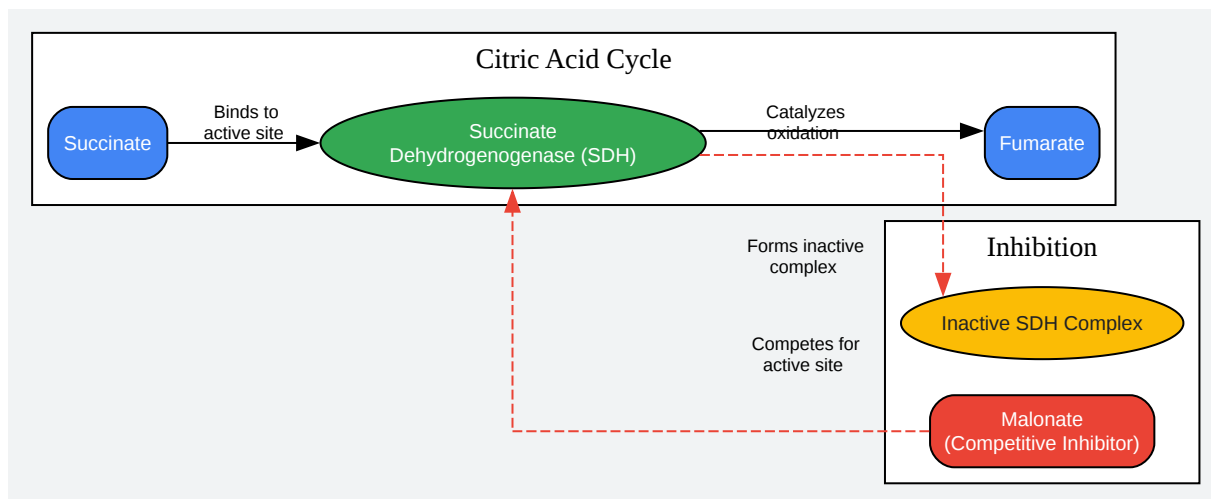 Citric Acid Cycle
Succinate
Binds to
active site
Succinate
Dehydrogenogenase (SDH)
Catalyzes
oxidation
Fumarate
Forms inactive
complex
Inhibition
Inactive SDH Complex
Competes for
active site
Malonate
(Competitive Inhibitor)